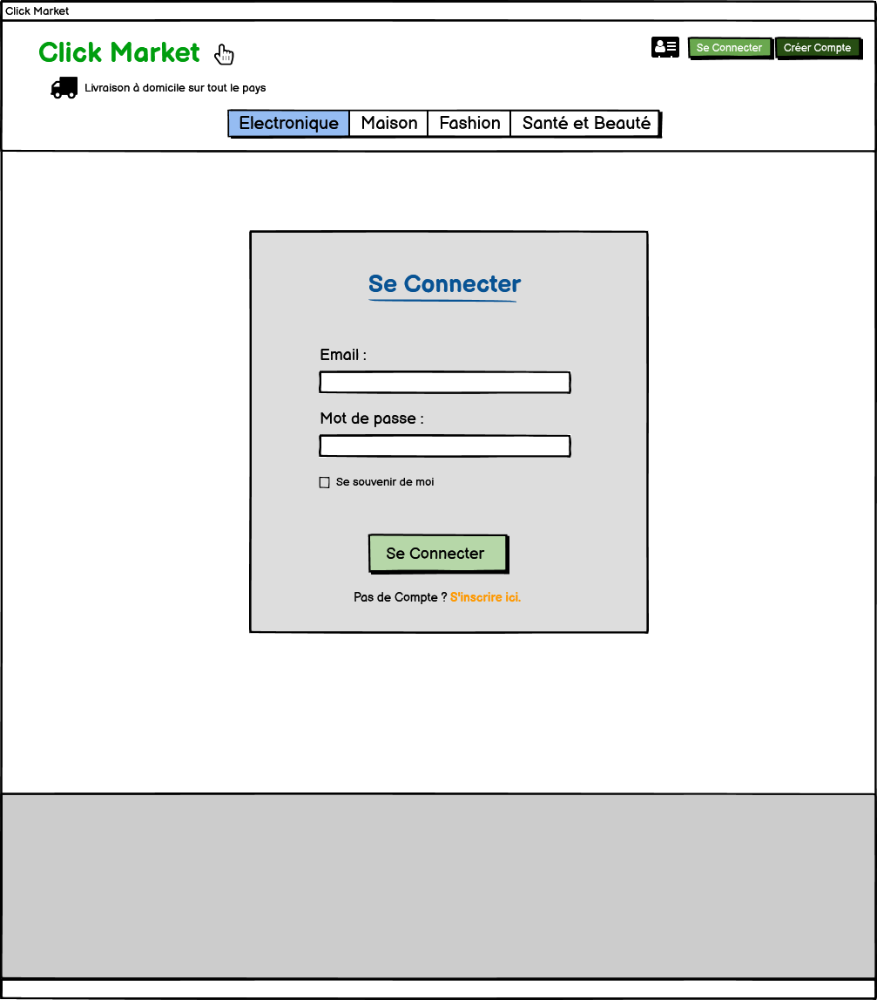 Click Market
Click Market
Se Connecter
Créer Compte
Livraison à domicile sur tout le pays
Electronique
Maison
Fashion
Santé et Beauté
Se Connecter
Email :
Mot de passe :
Se souvenir de moi
Se Connecter
Pas de Compte ? S'inscrire ici.